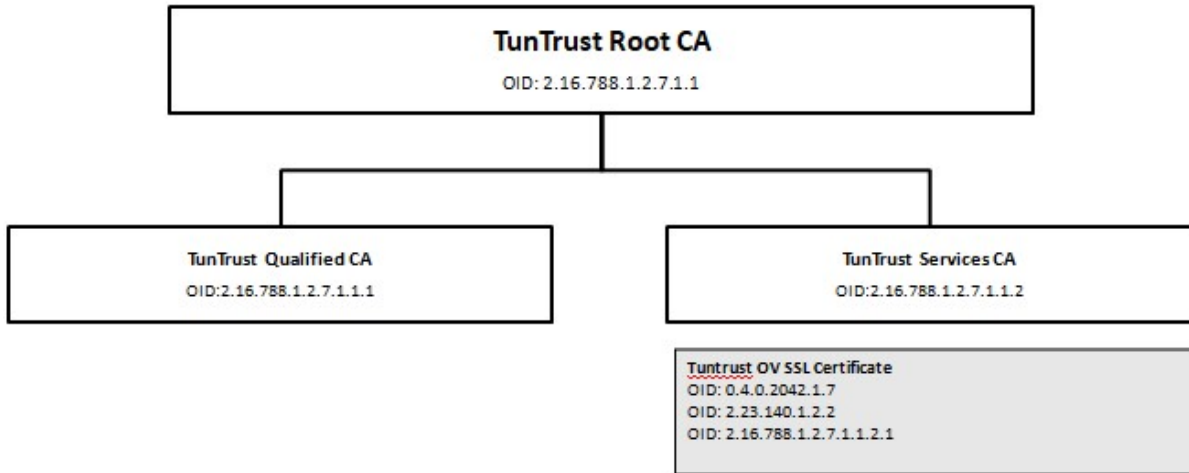 TunTrust Root CA
OID: 2.16.788.1.2.7.1.1
TunTrust Qualified CA
OID:2.16.788.1.2.7.1.1.1
TunTrust Services CA
OID:2.16.788.1.2.7.1.1.2
Tuntrust OV SSL Certificate
OID: 0.4.0.2042.1.7
OID: 2.23.140.1.2.2
OID: 2.16.788.1.2.7.1.1.2.1